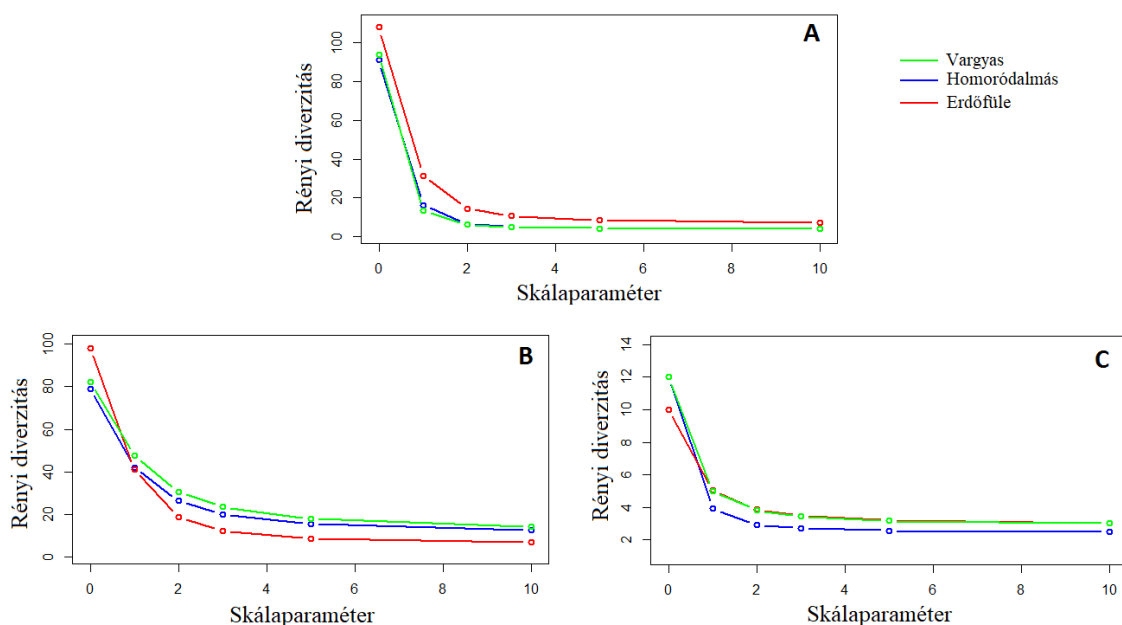 A
Vargyas
Homoródalmás
Erdőfüle
Rényi diverzitás
100
80
60
40
20
0
0 2 4 6 8 10
Skálaparaméter
B
Rényi diverzitás
100
80
60
40
20
0
0 2 4 6 8 10
Skálaparaméter
C
Rényi diverzitás
14
12
10
8
6
4
2
0 2 4 6 8 10
Skálaparaméter